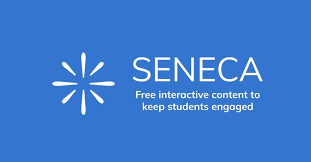 SENECA
Free interactive content to
keep students engaged